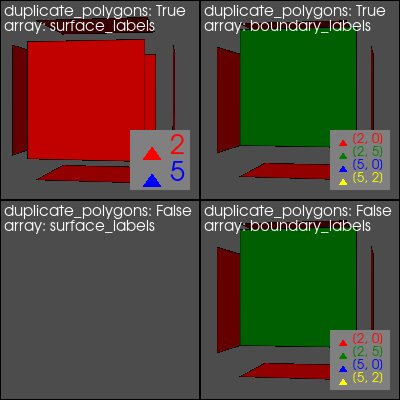 duplicate_polygons: True
array: surface_labels
2
5
duplicate_polygons: True
array: boundary_labels
(2, 0)
(2, 5)
(5, 0)
(5, 2)
duplicate_polygons: False
array: surface_labels
duplicate_polygons: False
array: boundary_labels
(2, 0)
(2, 5)
(5, 0)
(5, 2)